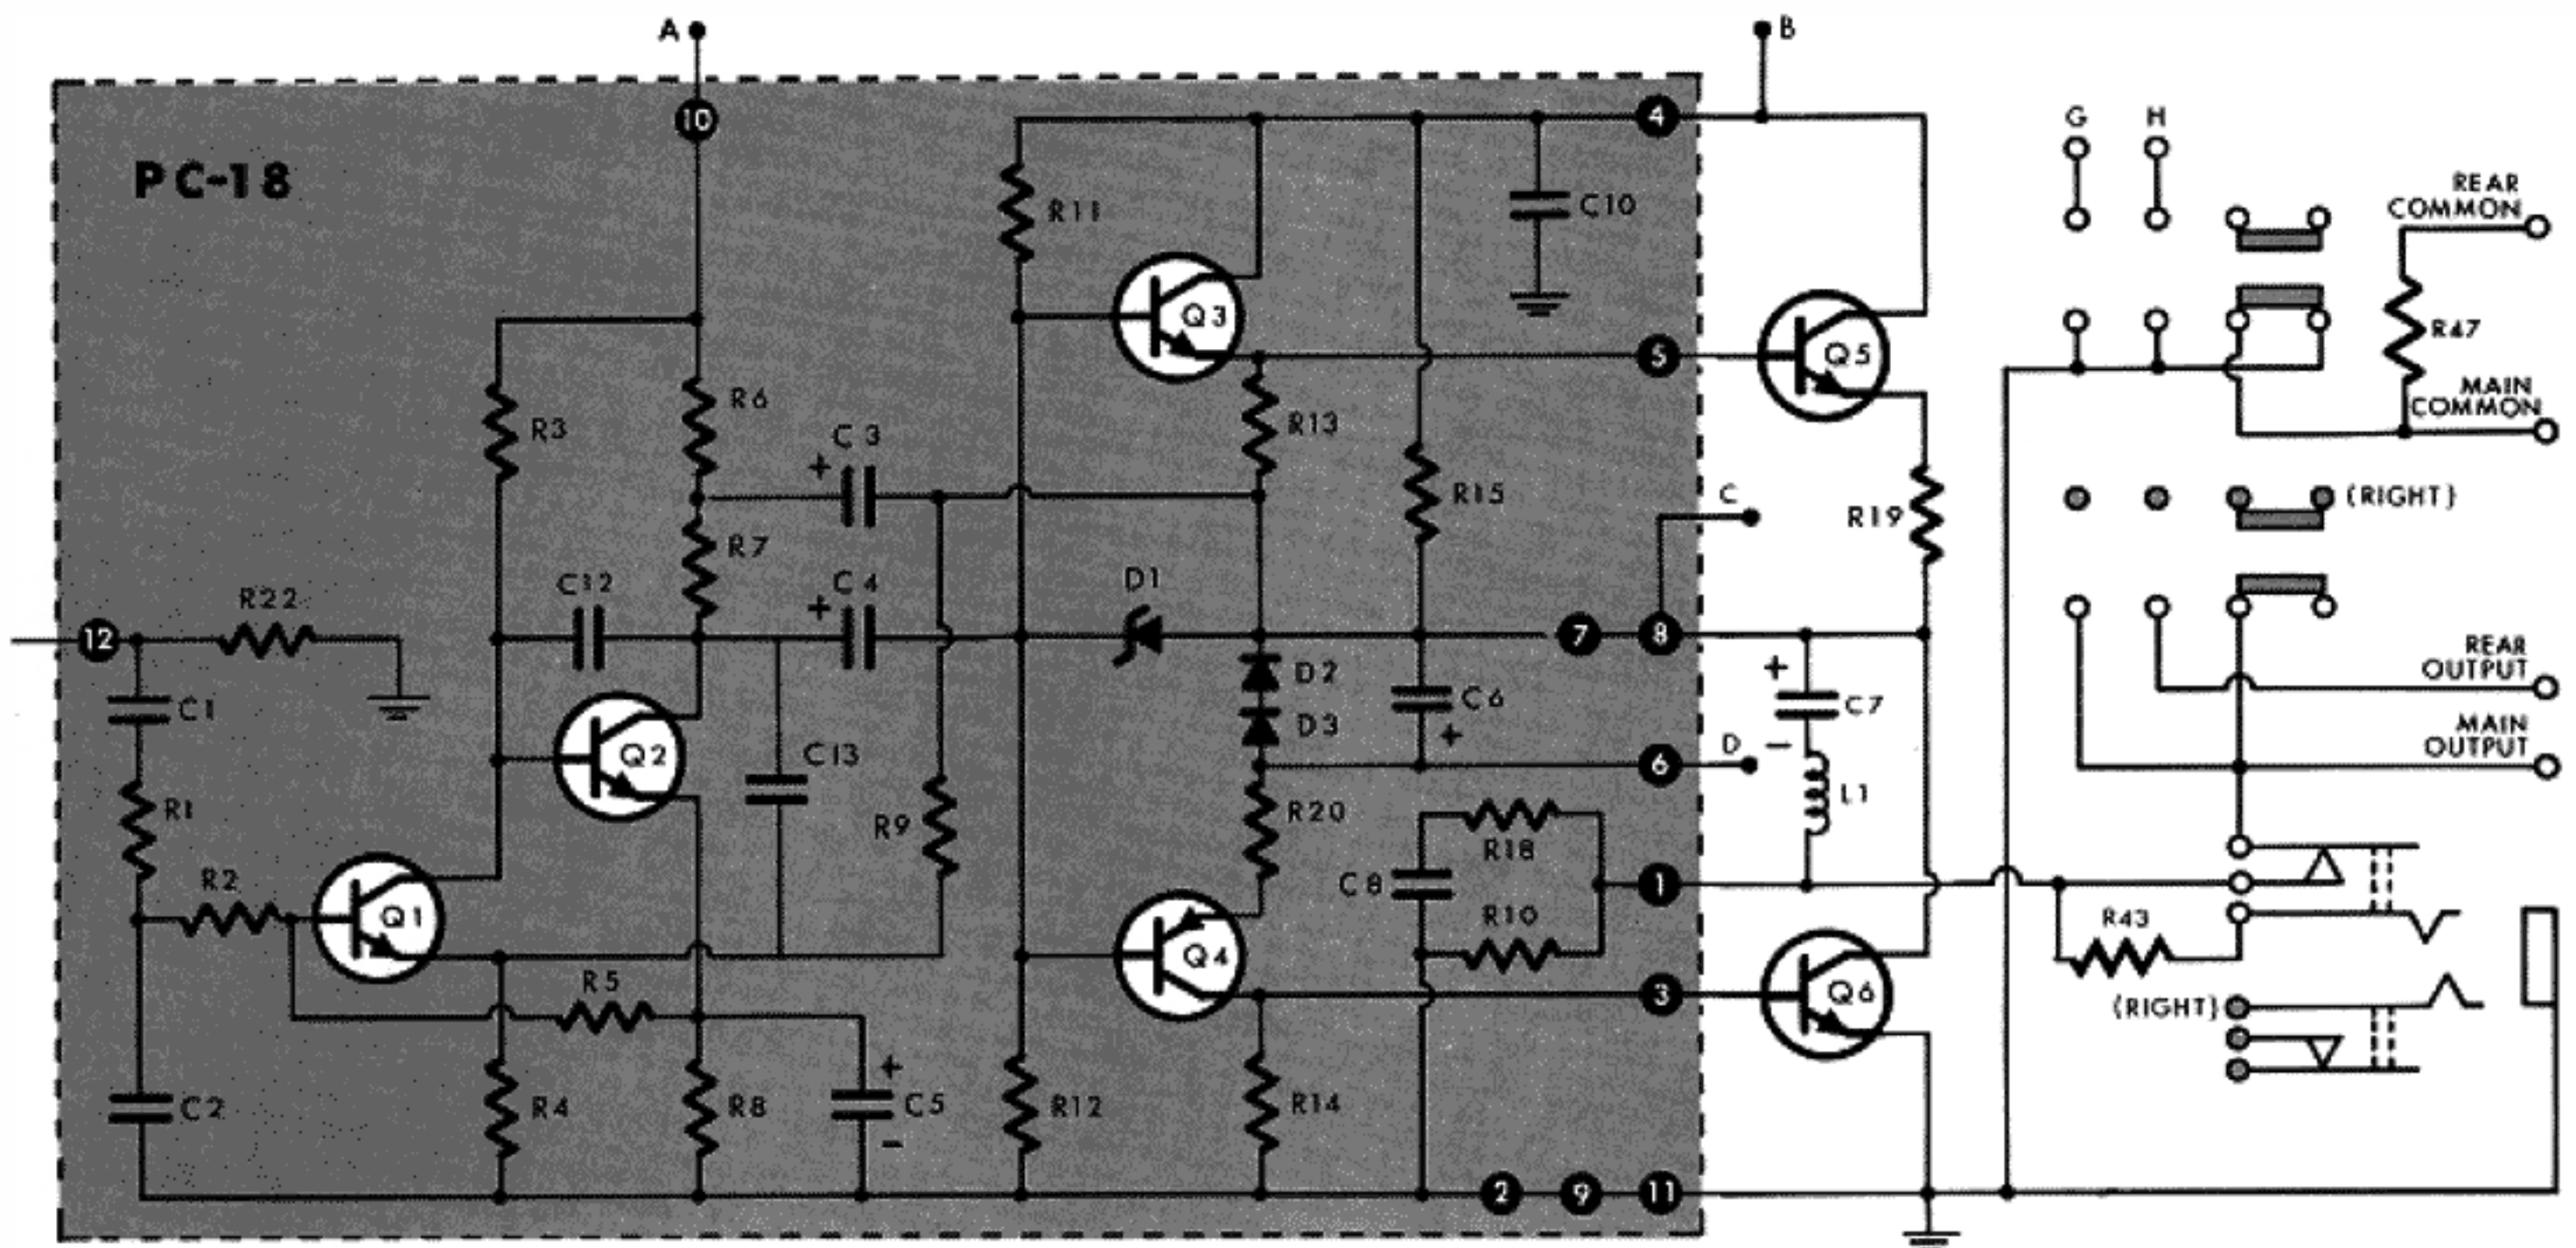 A
B
10
4
PC-18
G
H
REAR
COMMON
R11
C10
Q3
5
Q5
R47
MAIN
COMMON
R3
R6
R13
C 3
+
R15
C
R19
(RIGHT)
R7
C12
C 4
+
D1
R22
12
7
8
REAR
OUTPUT
C1
Q2
C13
D2
D3
C6
+
+
C7
−
MAIN
OUTPUT
6
D
L1
R1
R9
R20
R18
R2
C8
1
Q1
R10
R43
Q4
R5
3
Q6
(RIGHT)
C2
R4
R8
+
C5
−
R12
R14
2
9
11